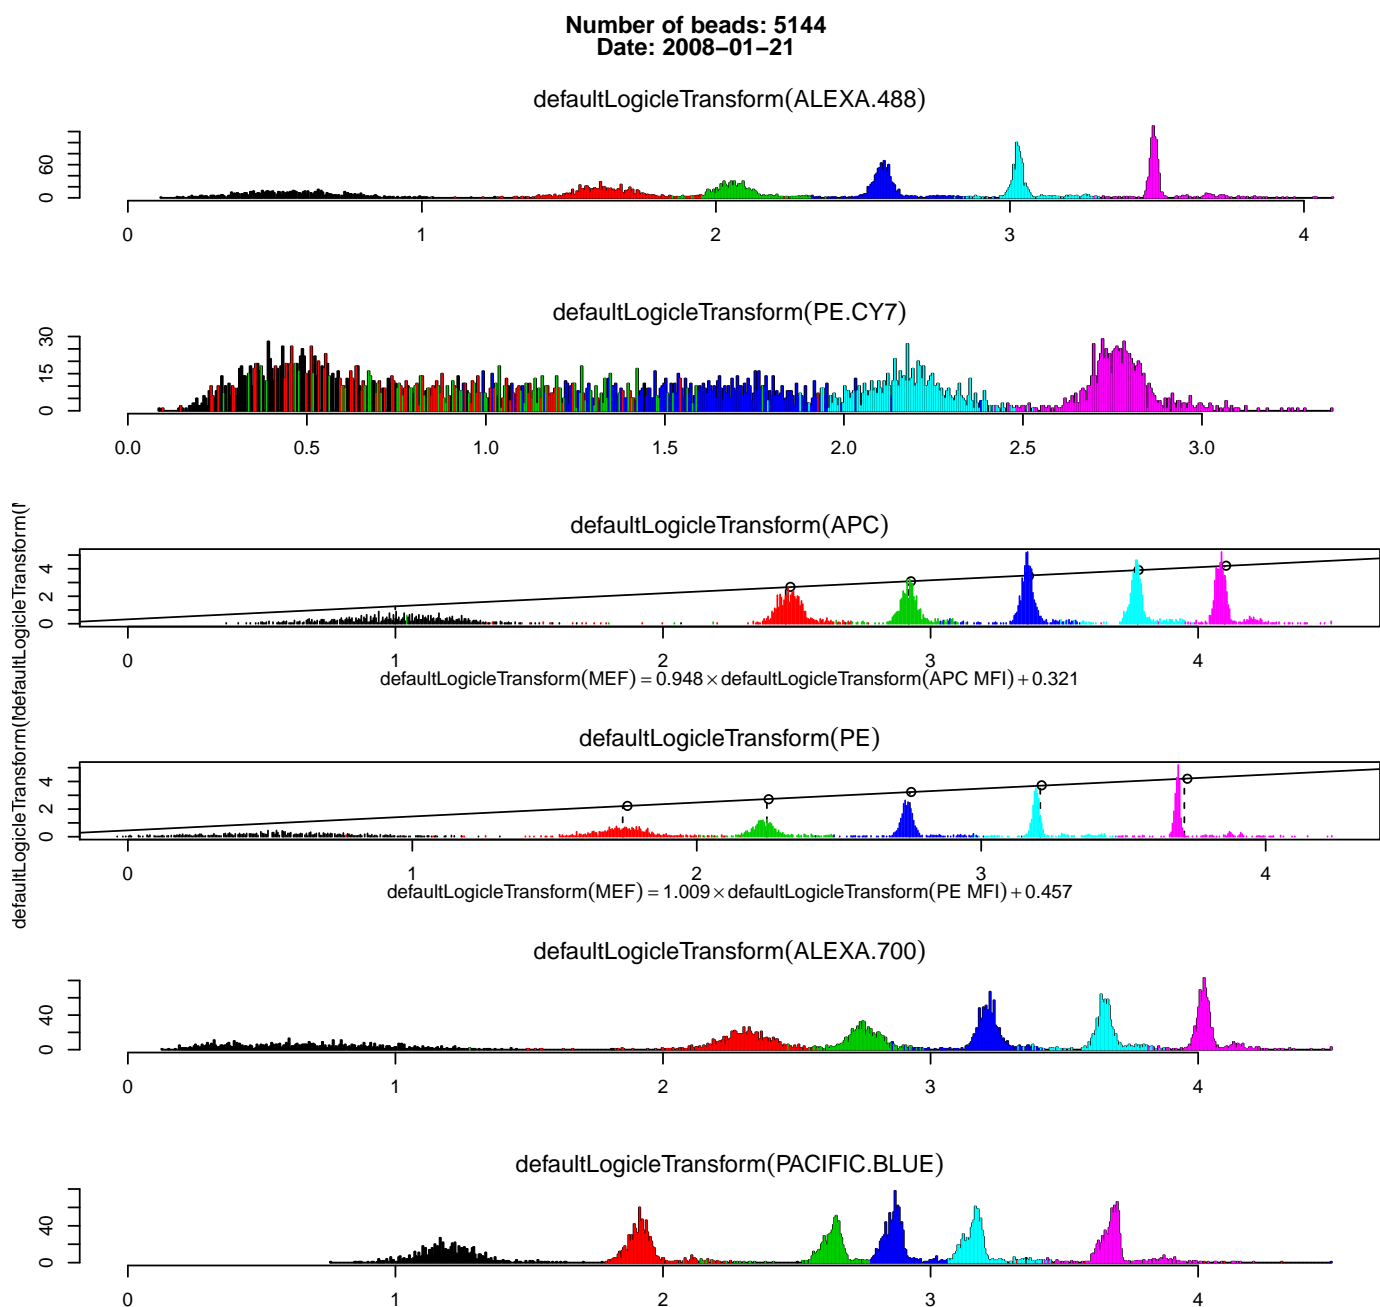 Number of beads: 5144
Date: 2008−01−21
defaultLogicleTransform(ALEXA.488)
0 60
0 1 2 3 4
defaultLogicleTransform(PE.CY7)
0 15 30
0.0 0.5 1.0 1.5 2.0 2.5 3.0
defaultLogicleTransform(APC)
0 2 4
0 1 2 3 4
defaultLogicleTransform(MEF) = 0.948 × defaultLogicleTransform(APC MFI) + 0.321
defaultLogicleTransform(PE)
0 2 4
0 1 2 3 4
defaultLogicleTransform(MEF) = 1.009 × defaultLogicleTransform(PE MFI) + 0.457
defaultLogicleTransform(
defaultLogicleTransform(
defaultLogicleTransform(ALEXA.700)
0 40
0 1 2 3 4
defaultLogicleTransform(PACIFIC.BLUE)
0 40
0 1 2 3 4